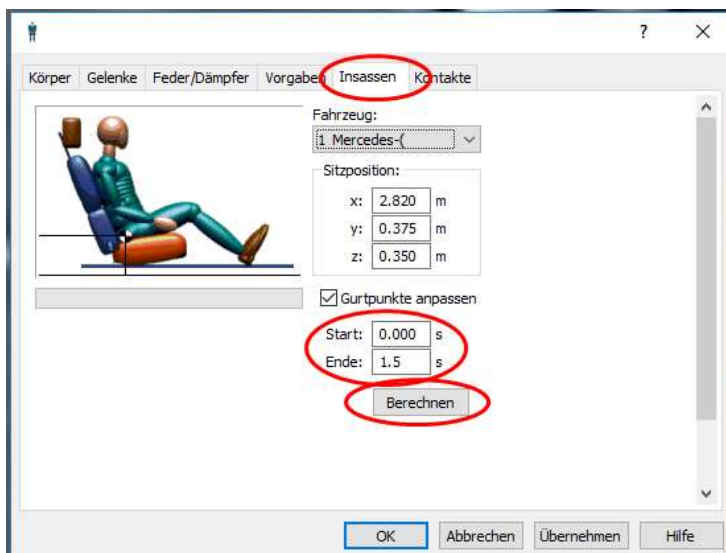 ?
Körper Gelenke Feder/Dämpfer Vorgaben Insassen Kontakte
Fahrzeug:
1 Mercedes-(
Sitzposition:
x: 2.820 m
y: 0.375 m
z: 0.350 m
Gurtpunkte anpassen
Start: 0.000 s
Ende: 1.5 s
Berechnen
OK Abbrechen Übernehmen Hilfe